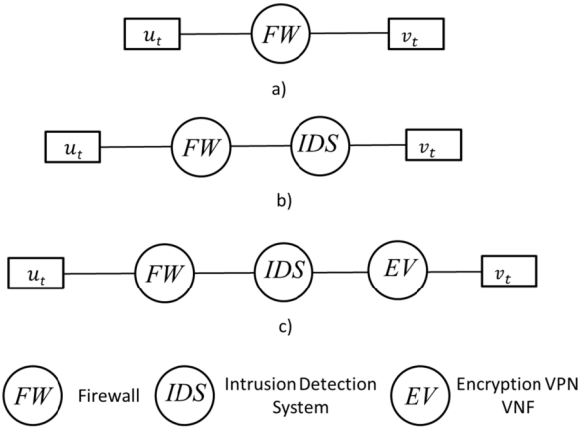 u_t FW v_t
a)
u_t FW IDS v_t
b)
u_t FW IDS EV v_t
c)
FW Firewall IDS Intrusion Detection System EV Encryption VPN VNF